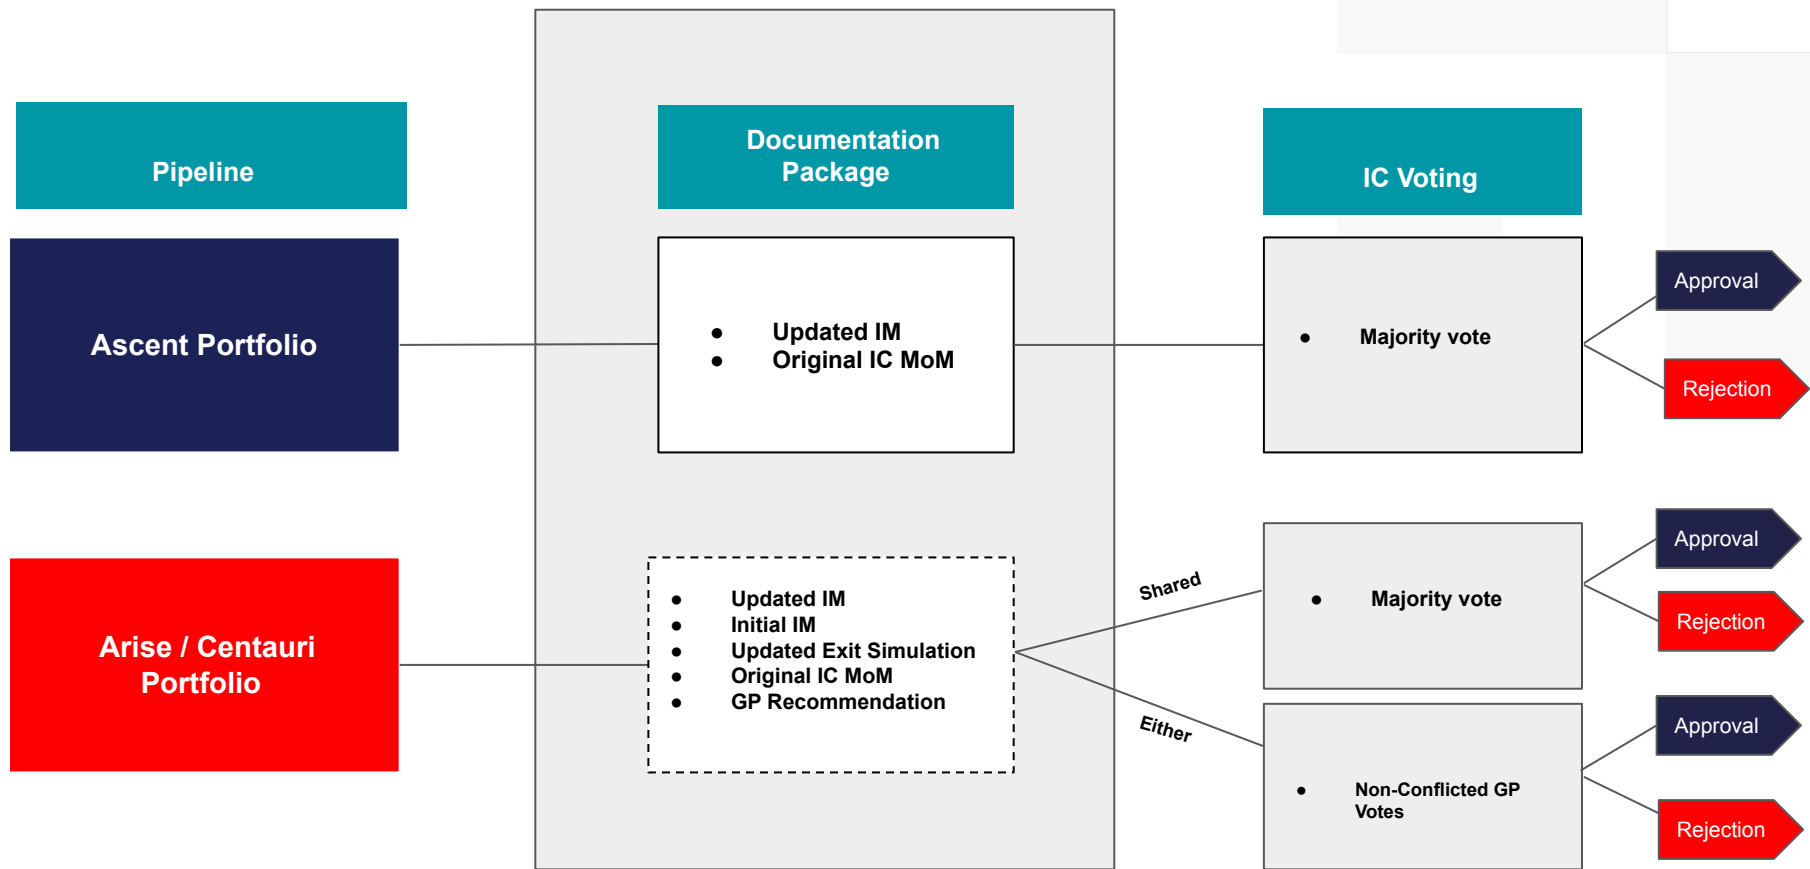 Pipeline
Documentation
Package
IC Voting
Ascent Portfolio
● Updated IM
● Original IC MoM
● Majority vote
Approval
Rejection
Arise / Centauri
Portfolio
● Updated IM
● Initial IM
● Updated Exit Simulation
● Original IC MoM
● GP Recommendation
Shared
Either
● Majority vote
Approval
Rejection
● Non-Conflicted GP
Votes
Approval
Rejection